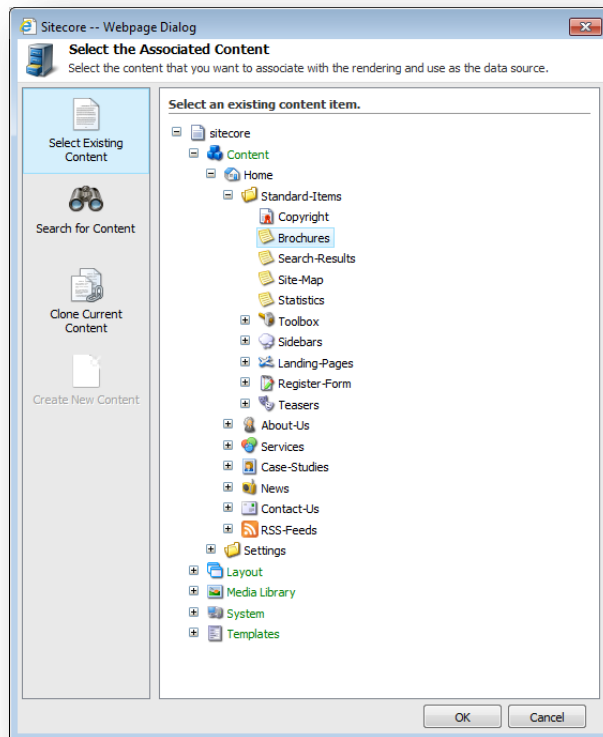 Sitecore -- Webpage Dialog
Select the Associated Content
Select the content that you want to associate with the rendering and use as the data source.
Select Existing
Content
Search for Content
Clone Current
Content
Create New Content
Select an existing content item.
sitecore
Content
Home
Standard-Items
Copyright
Brochures
Search-Results
Site-Map
Statistics
Toolbox
Sidebars
Landing-Pages
Register-Form
Teasers
About-Us
Services
Case-Studies
News
Contact-Us
RSS-Feeds
Settings
Layout
Media Library
System
Templates
OK
Cancel